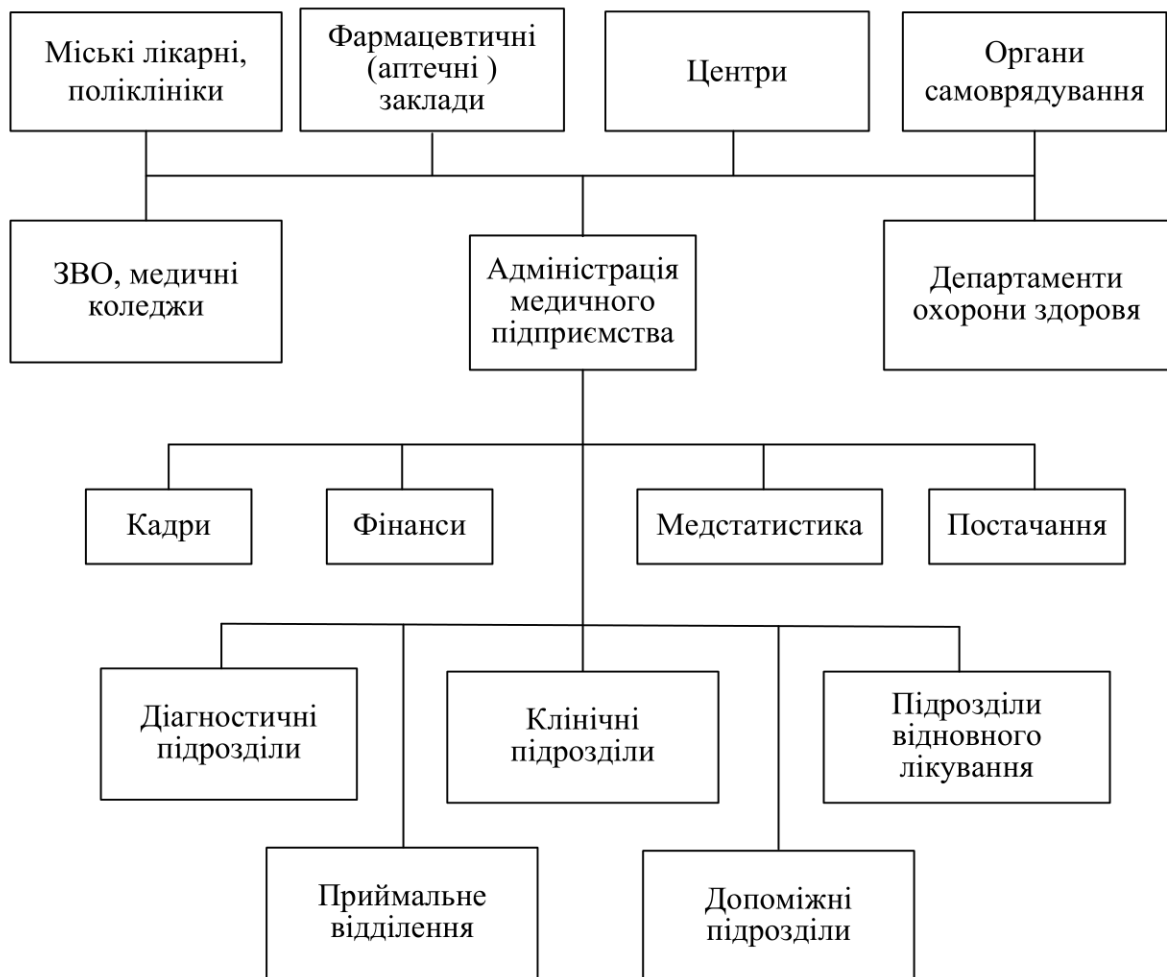 Міські лікарні,
поліклініки
Фармацевтичні
(аптечні )
заклади
Центри
Органи
самоврядування
ЗВО, медичні
коледжи
Адміністрація
медичного
підприємства
Департаменти
охорони здоровя
Кадри
Фінанси
Медстатистика
Постачання
Діагностичні
підрозділи
Клінічні
підрозділи
Підрозділи
відновного
лікування
Приймальне
відділення
Допоміжні
підрозділи